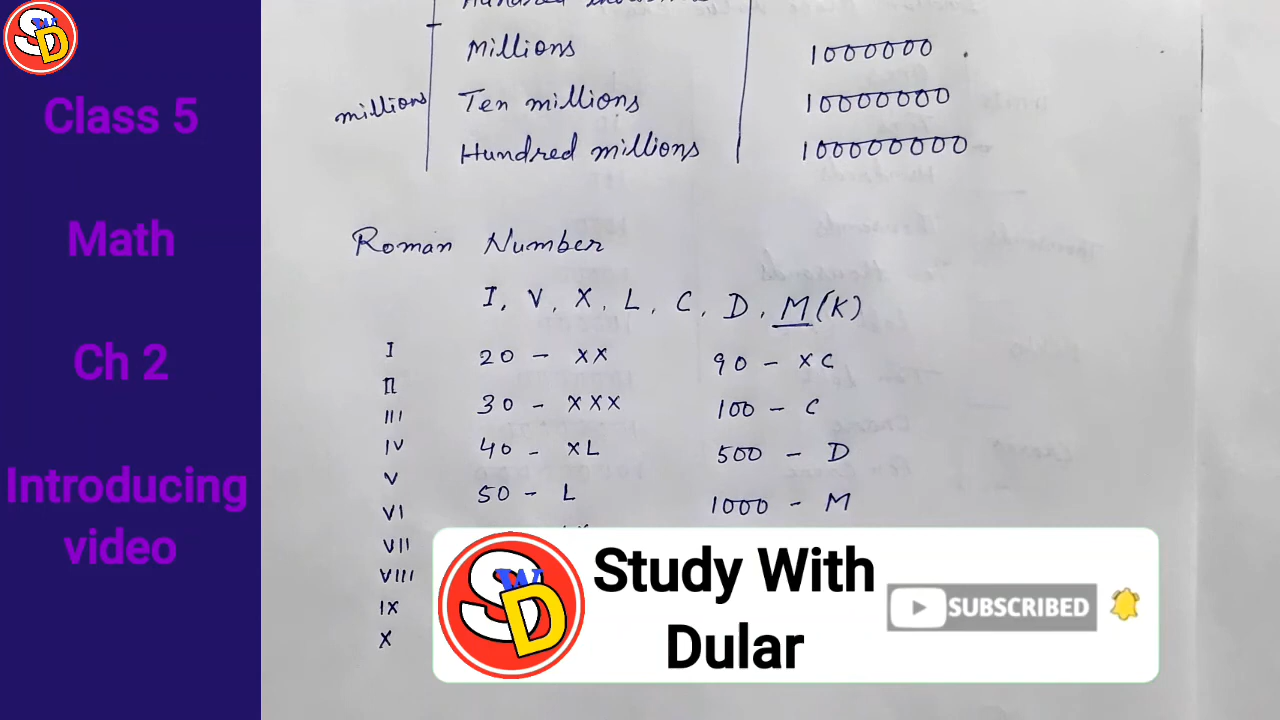 Class 5
Math
Ch 2
Introducing
video
Millions 1000000
millions Ten millions 10000000
Hundred millions 100000000
Roman Number
I, V, X, L, C, D, M (K)
I 20 - XX 90 - XC
II 30 - XXX 100 - C
III
IV 40 - XL 500 - D
V 50 - L 1000 - M
VI
VII
VIII
IX
X
SWD
Study With
Dular
SUBSCRIBED